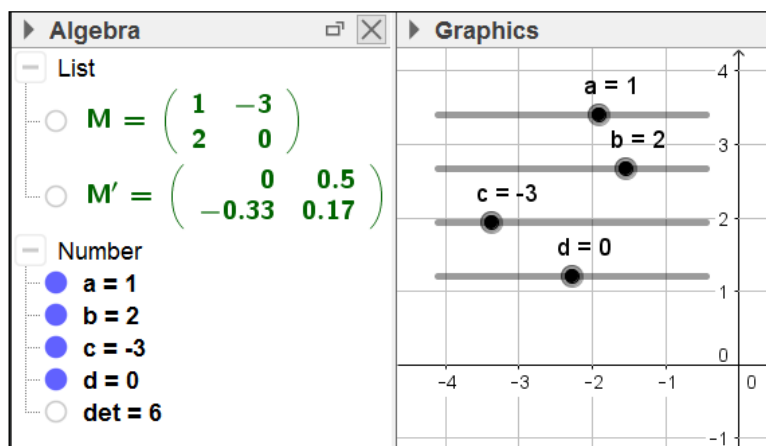 Algebra
List
M = ( 1 −3
2 0 )
M′ = ( 0 0.5
−0.33 0.17 )
Number
a = 1
b = 2
c = -3
d = 0
det = 6
Graphics
4
a = 1
3
b = 2
c = -3
2
d = 0
1
0
−4 −3 −2 −1 0
−1